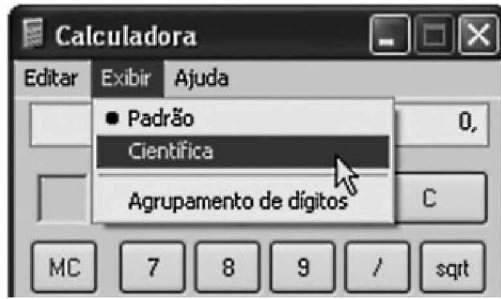 Calculadora
Editar Exibir Ajuda
Padrão
0,
Científica
Agrupamento de dígitos
C
MC 7 8 9 / sqrt